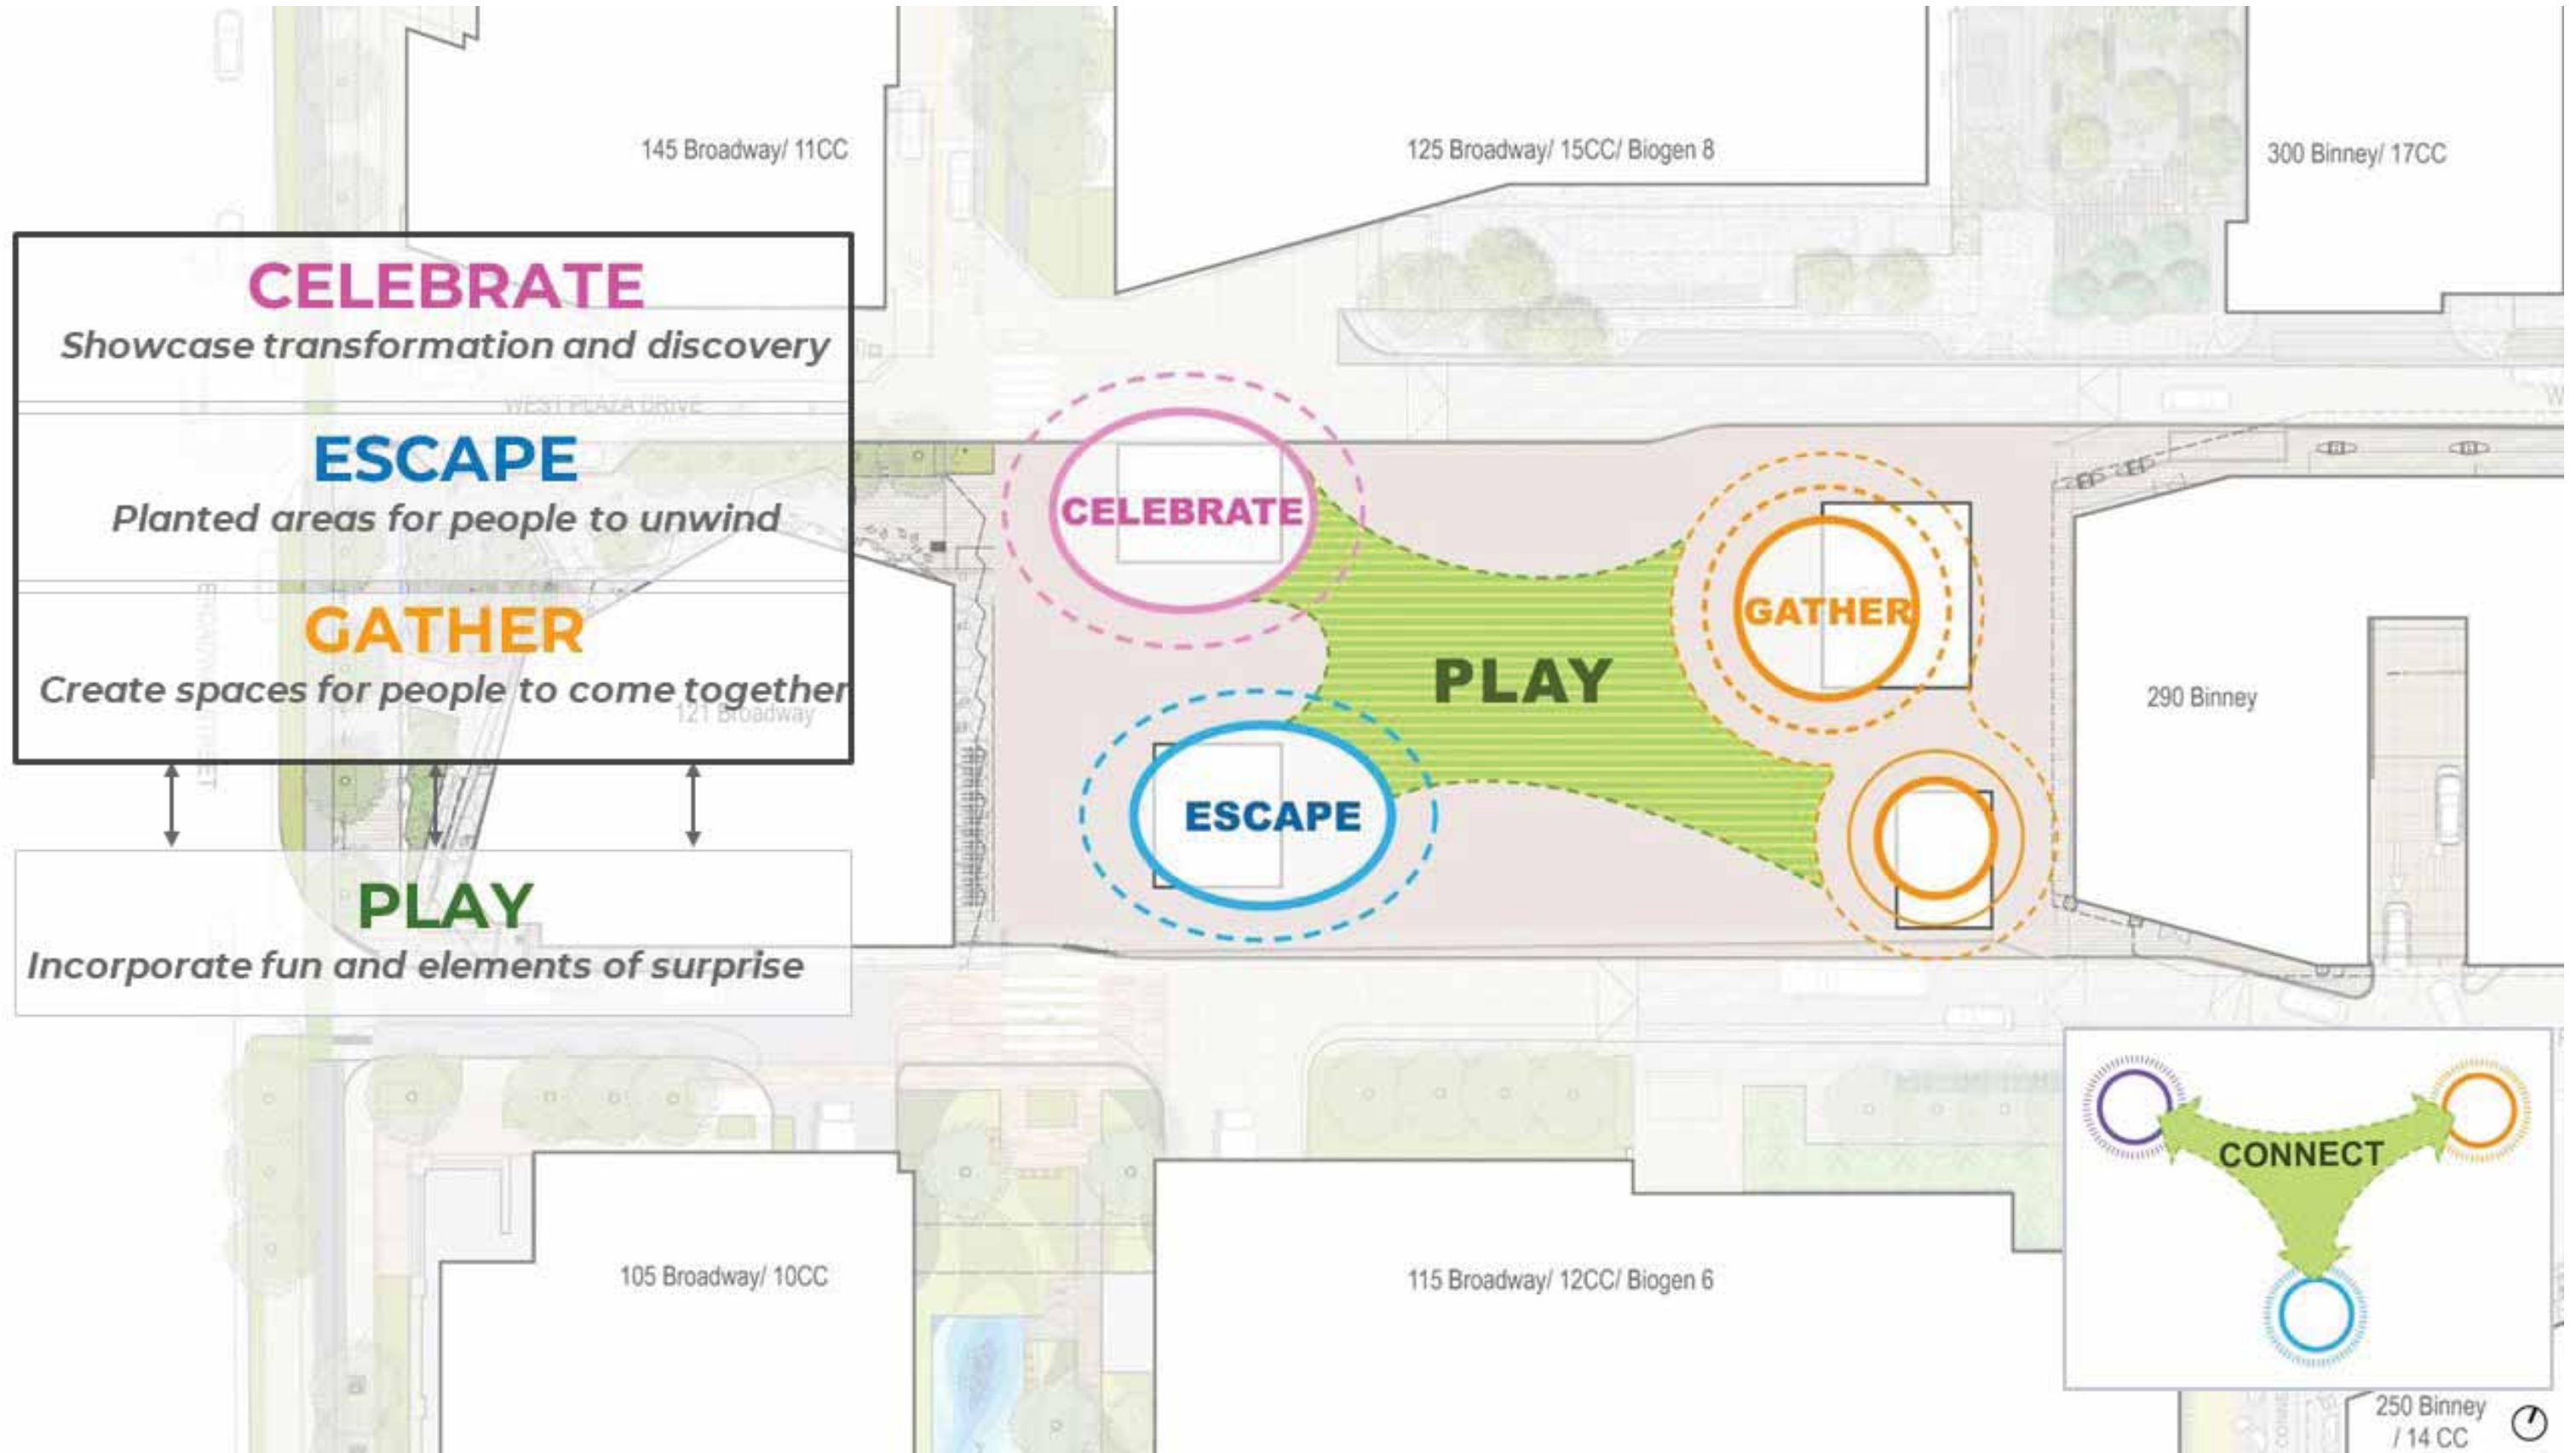 145 Broadway/ 11CC
125 Broadway/ 15CC/ Biogen 8
300 Binney/ 17CC
CELEBRATE
Showcase transformation and discovery
WEST PLAZA DRIVE
ESCAPE
Planted areas for people to unwind
GATHER
Create spaces for people to come together
121 Broadway
PLAY
Incorporate fun and elements of surprise
CELEBRATE
GATHER
PLAY
ESCAPE
290 Binney
CONNECT
105 Broadway/ 10CC
115 Broadway/ 12CC/ Biogen 6
250 Binney
/ 14 CC